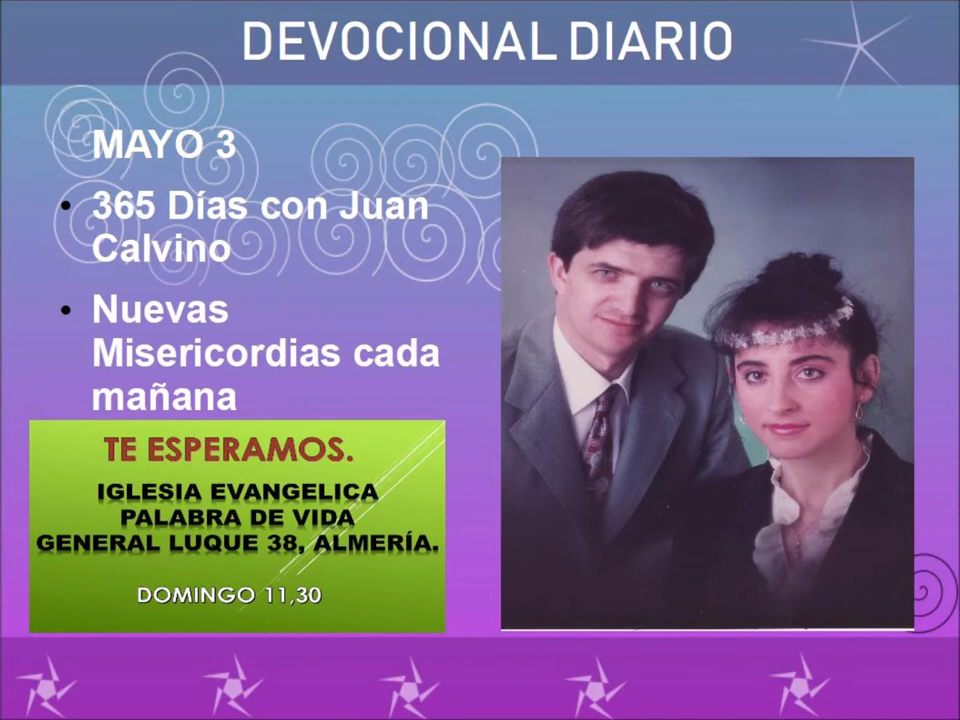 DEVOCIONAL DIARIO
MAYO 3
• 365 Días con Juan
Calvino
• Nuevas
Misericordias cada
mañana
TE ESPERAMOS.
IGLESIA EVANGELICA
PALABRA DE VIDA
GENERAL LUQUE 38, ALMERÍA.
DOMINGO 11,30